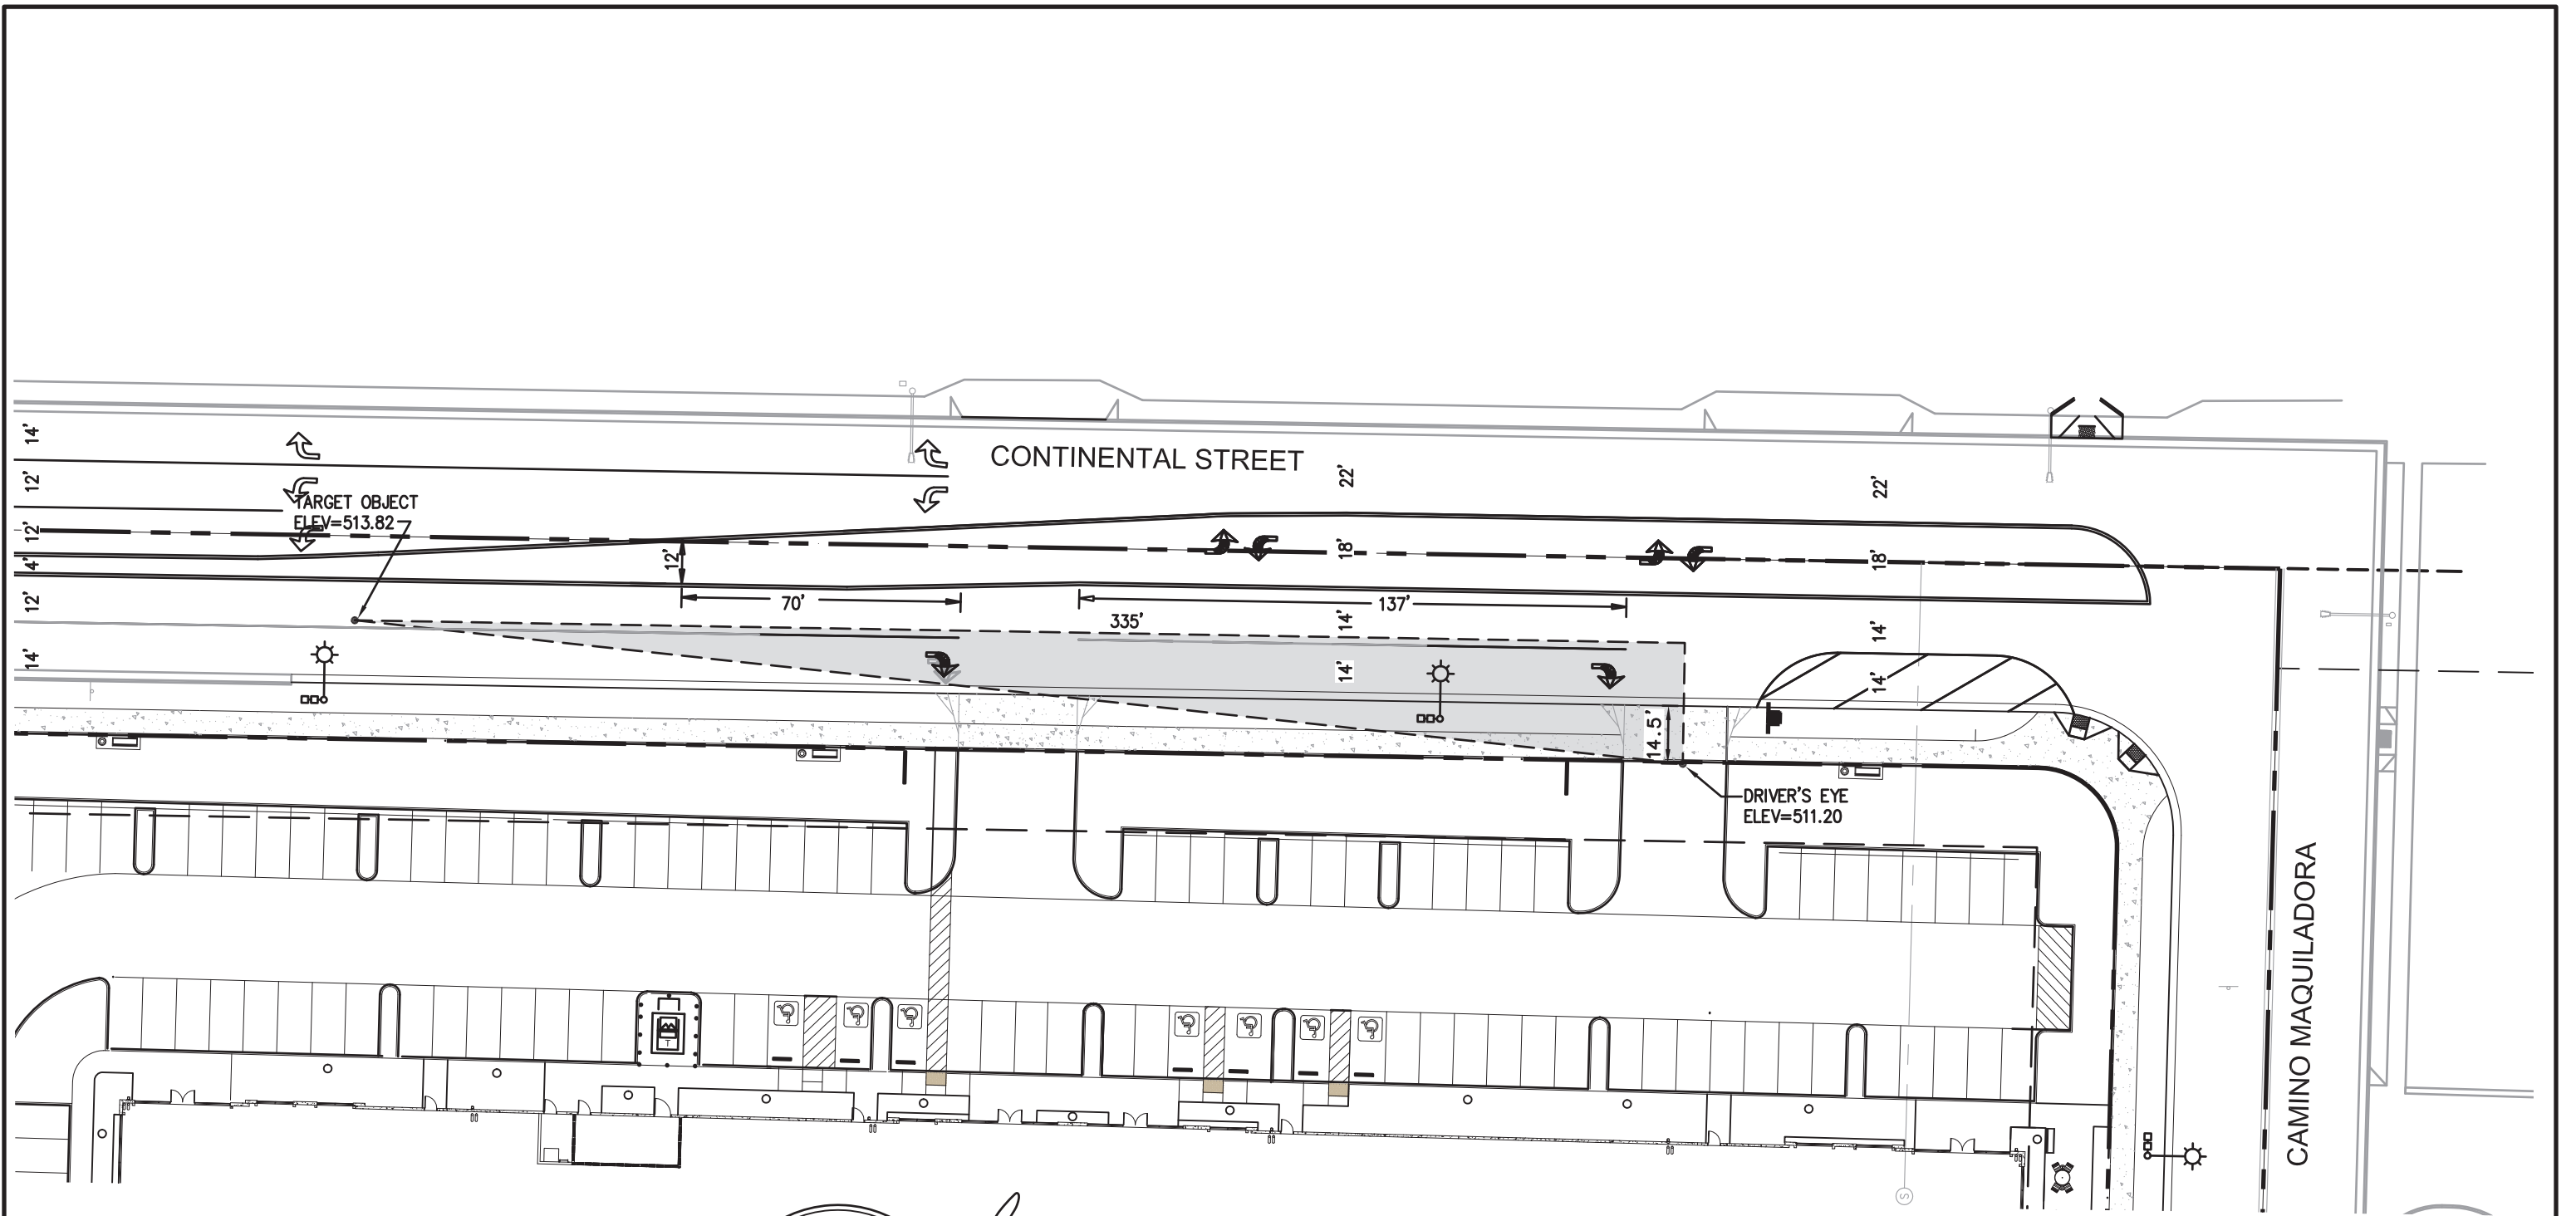 CONTINENTAL STREET
14'
12'
12'
4'
12'
14'
TARGET OBJECT
ELEV=513.82
12'
70'
137'
335'
22'
18'
14'
14'
22'
18'
14'
14'
14.5'
DRIVER'S EYE
ELEV=511.20
CAMINO MAQUILADORA
T
S